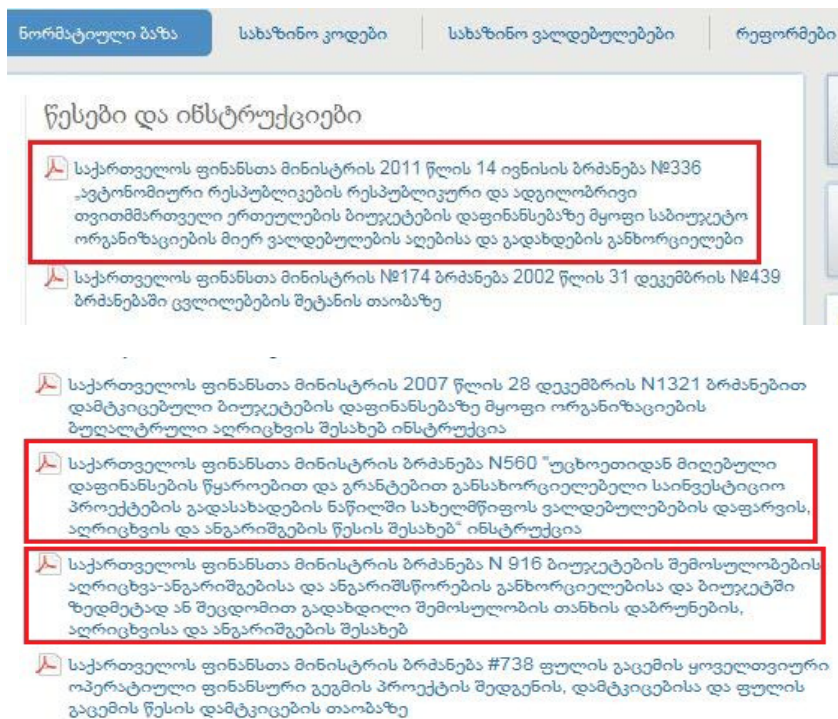 ნორმატიული ბაზა სახაზინო კოდები სახაზინო ვალდებულებები რეფორმები
წესები და ინსტრუქციები
საქართველოს ფინანსთა მინისტრის 2011 წლის 14 ივნისის ბრძანება №336
„ავტონომიური რესპუბლიკების რესპუბლიკური და ადგილობრივი
თვითმმართველი ერთეულების ბიუჯეტების დაფინანსებაზე მყოფი საბიუჯეტო
ორგანიზაციების მიერ ვალდებულების აღებისა და გადახდების განხორციელები
საქართველოს ფინანსთა მინისტრის №174 ბრძანება 2002 წლის 31 დეკემბრის №439
ბრძანებაში ცვლილებების შეტანის თაობაზე
საქართველოს ფინანსთა მინისტრის 2007 წლის 28 დეკემბრის N1321 ბრძანებით
დამტკიცებული ბიუჯეტების დაფინანსებაზე მყოფი ორგანიზაციების
ბუღალტრული აღრიცხვის შესახებ ინსტრუქცია
საქართველოს ფინანსთა მინისტრის ბრძანება N560 "უცხოეთიდან მიღებული
დაფინანსების წყაროებით და გრანტებით განსახორციელებელი საინვესტიციო
პროექტების გადასახადების ნაწილში სახელმწიფოს ვალდებულებების დაფარვის,
აღრიცხვის და ანგარიშგების წესის შესახებ“ ინსტრუქცია
საქართველოს ფინანსთა მინისტრის ბრძანება N 916 ბიუჯეტების შემოსულობების
აღრიცხვა-ანგარიშგებისა და ანგარიშსწორების განხორციელებისა და ბიუჯეტში
ზედმეტად ან შეცდომით გადახდილი შემოსულობის თანხის დაბრუნების,
აღრიცხვისა და ანგარიშგების შესახებ
საქართველოს ფინანსთა მინისტრის ბრძანება #738 ფულის გაცემის ყოველთვიური
ოპერატიული ფინანსური გეგმის პროექტის შედგენის, დამტკიცებისა და ფულის
გაცემის წესის დამტკიცების თაობაზე